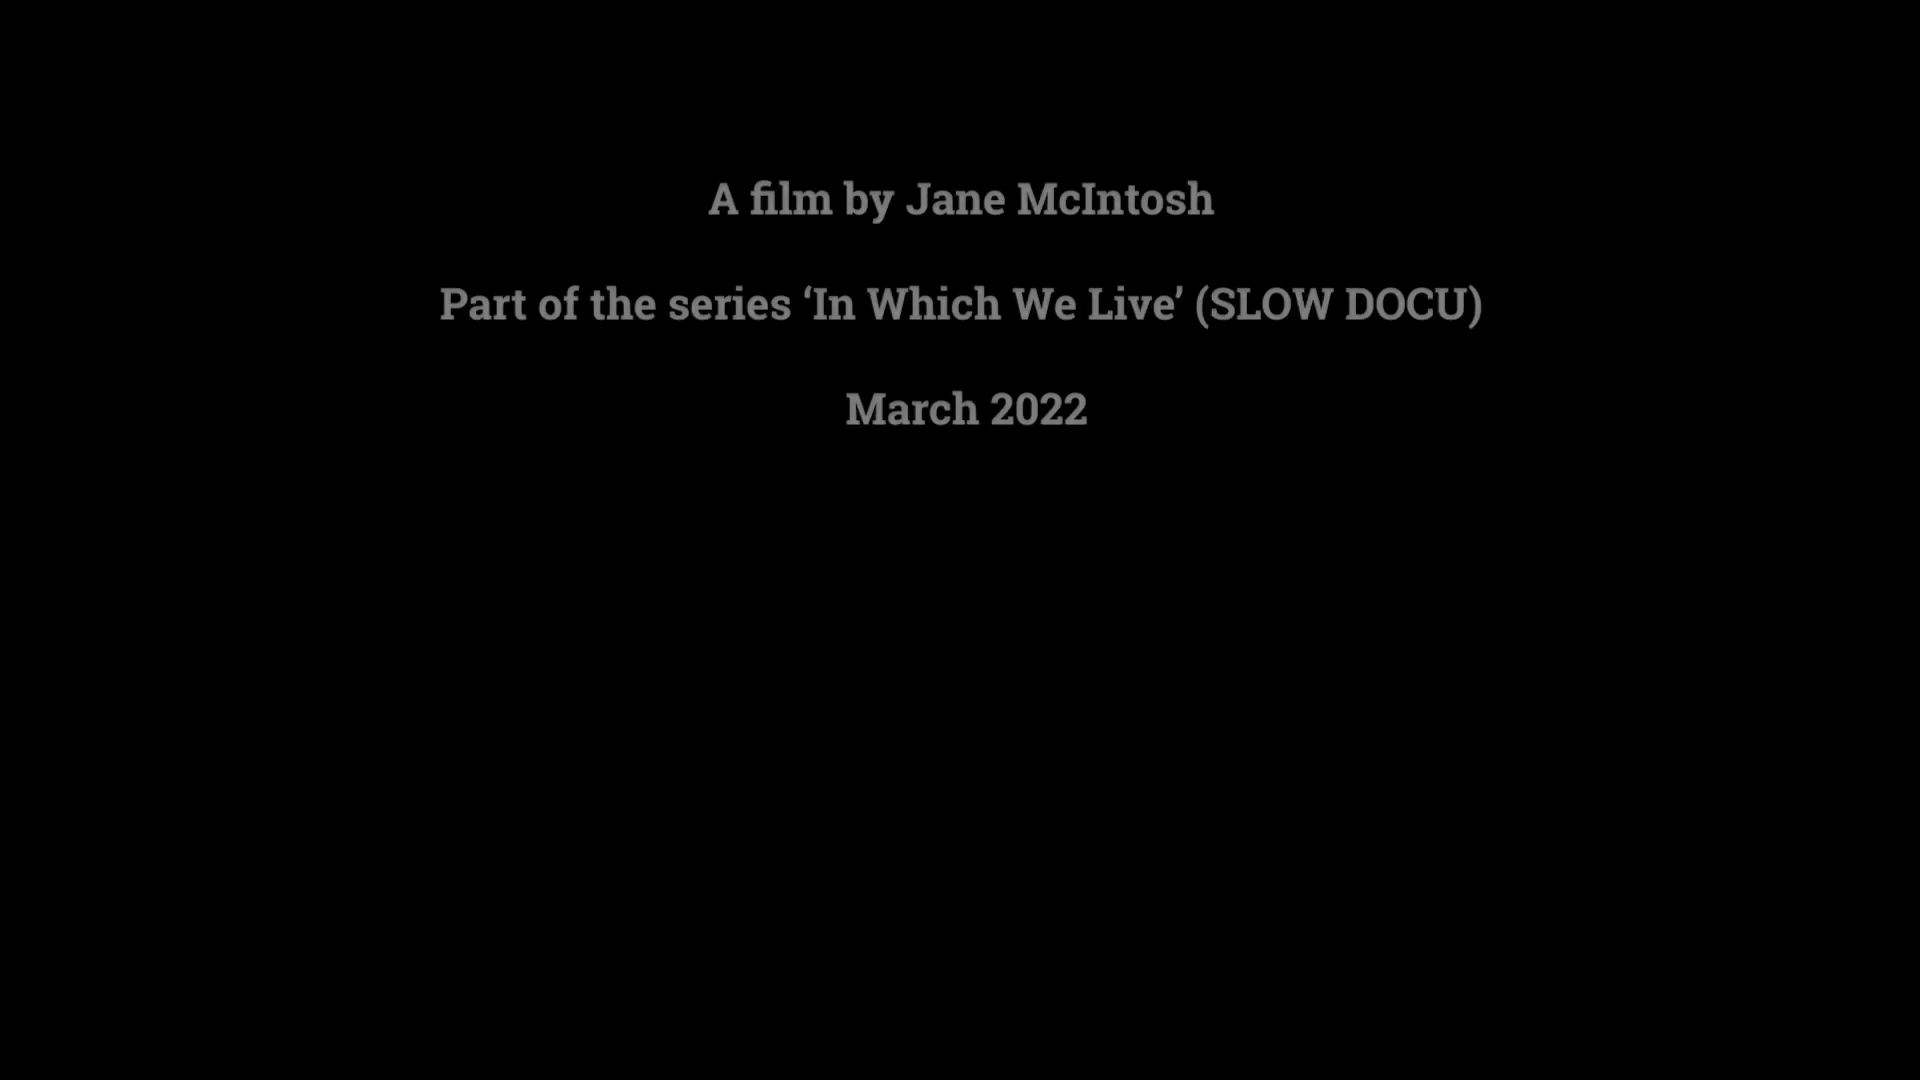 A film by Jane McIntosh
Part of the series ‘In Which We Live’ (SLOW DOCU)
March 2022